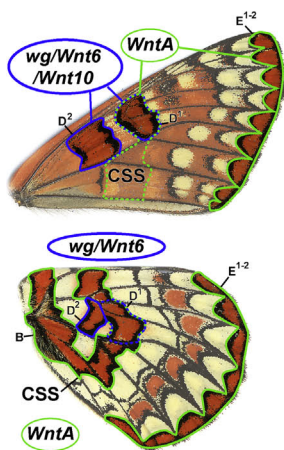 E1-2
WntA
wg/Wnt6
/Wnt10
D2
D1
CSS
wg/Wnt6
E1-2
D2
D1
B
CSS
WntA